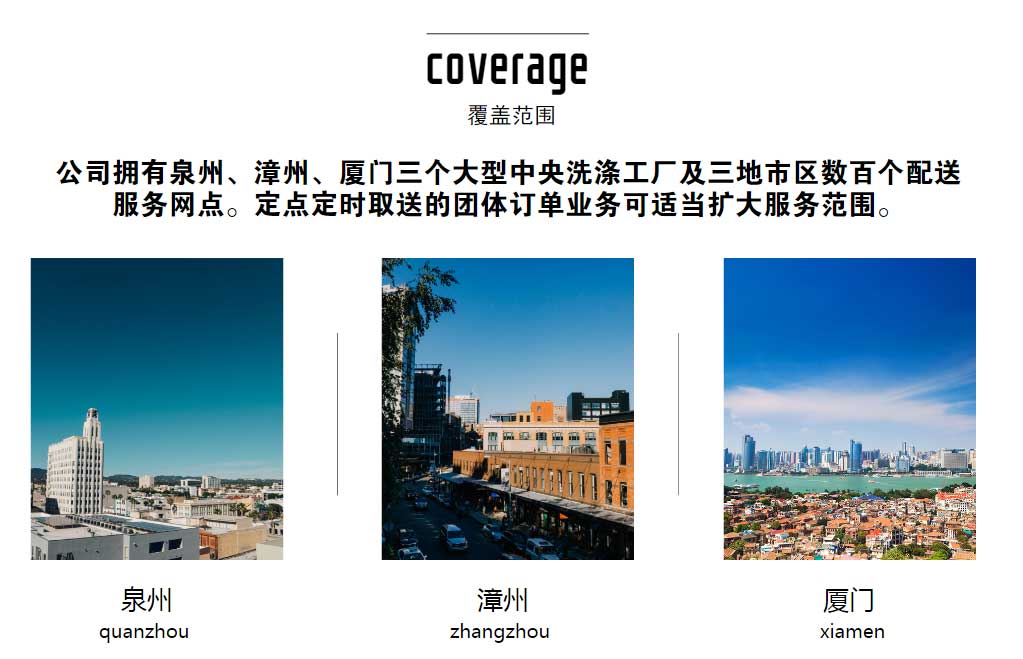 coverage
覆盖范围
公司拥有泉州、漳州、厦门三个大型中央洗涤工厂及三地市区数百个配送
服务网点。定点定时取送的团体订单业务可适当扩大服务范围。
泉州
quanzhou
漳州
zhangzhou
厦门
xiamen